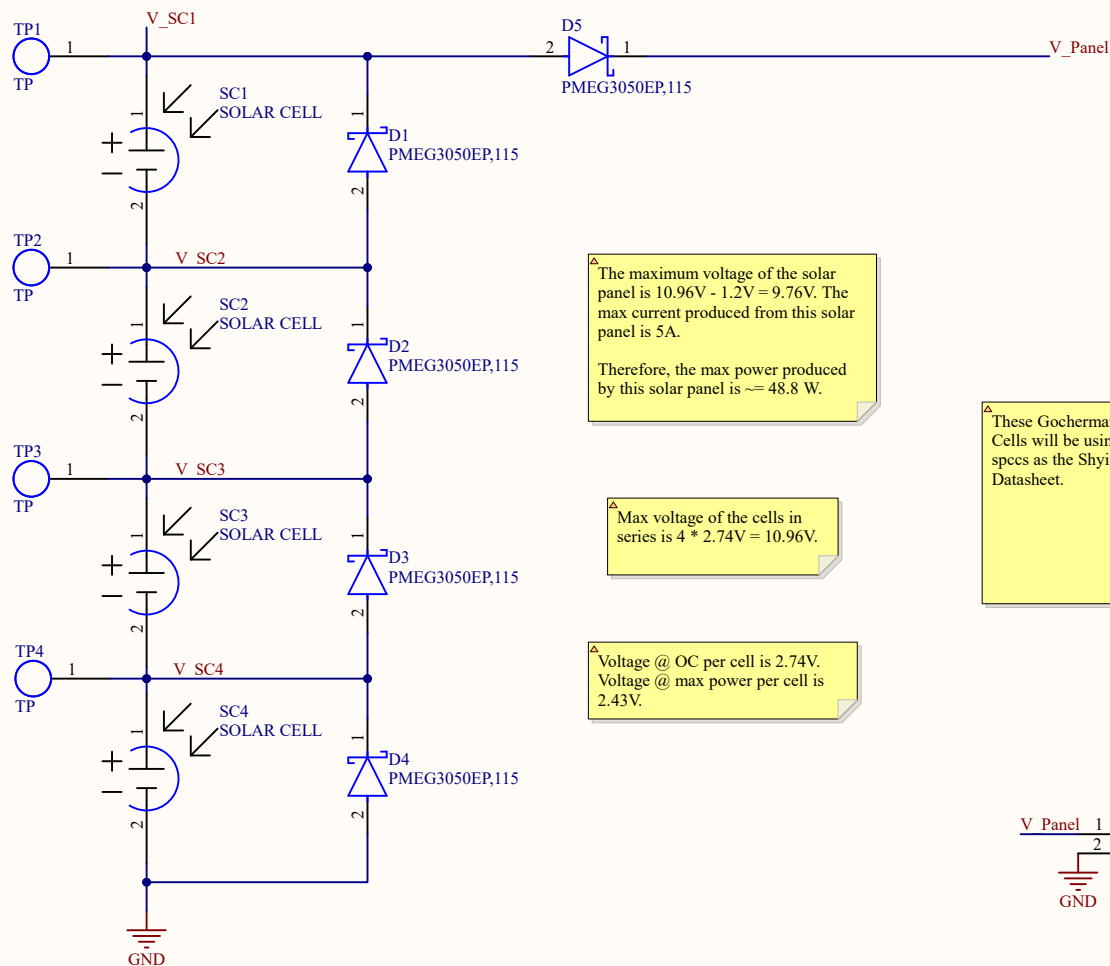 V_SC1
TP1
1
TP
D5
2
1
PMEG3050EP,115
V_Panel
1
SC1
SOLAR CELL
+
−
2
1
D1
PMEG3050EP,115
2
TP2
1
TP
V_SC2
1
SC2
SOLAR CELL
+
−
2
1
D2
PMEG3050EP,115
2
The maximum voltage of the solar
panel is 10.96V - 1.2V = 9.76V. The
max current produced from this solar
panel is 5A.
Therefore, the max power produced
by this solar panel is ~= 48.8 W.
TP3
1
TP
V_SC3
1
SC3
SOLAR CELL
+
−
2
1
D3
PMEG3050EP,115
2
Max voltage of the cells in
series is 4 * 2.74V = 10.96V.
These Gocherma
Cells will be usin
spccs as the Shyi
Datasheet.
TP4
1
TP
V_SC4
1
SC4
SOLAR CELL
+
−
2
1
D4
PMEG3050EP,115
2
Voltage @ OC per cell is 2.74V.
Voltage @ max power per cell is
2.43V.
V_Panel 1
2
GND
GND